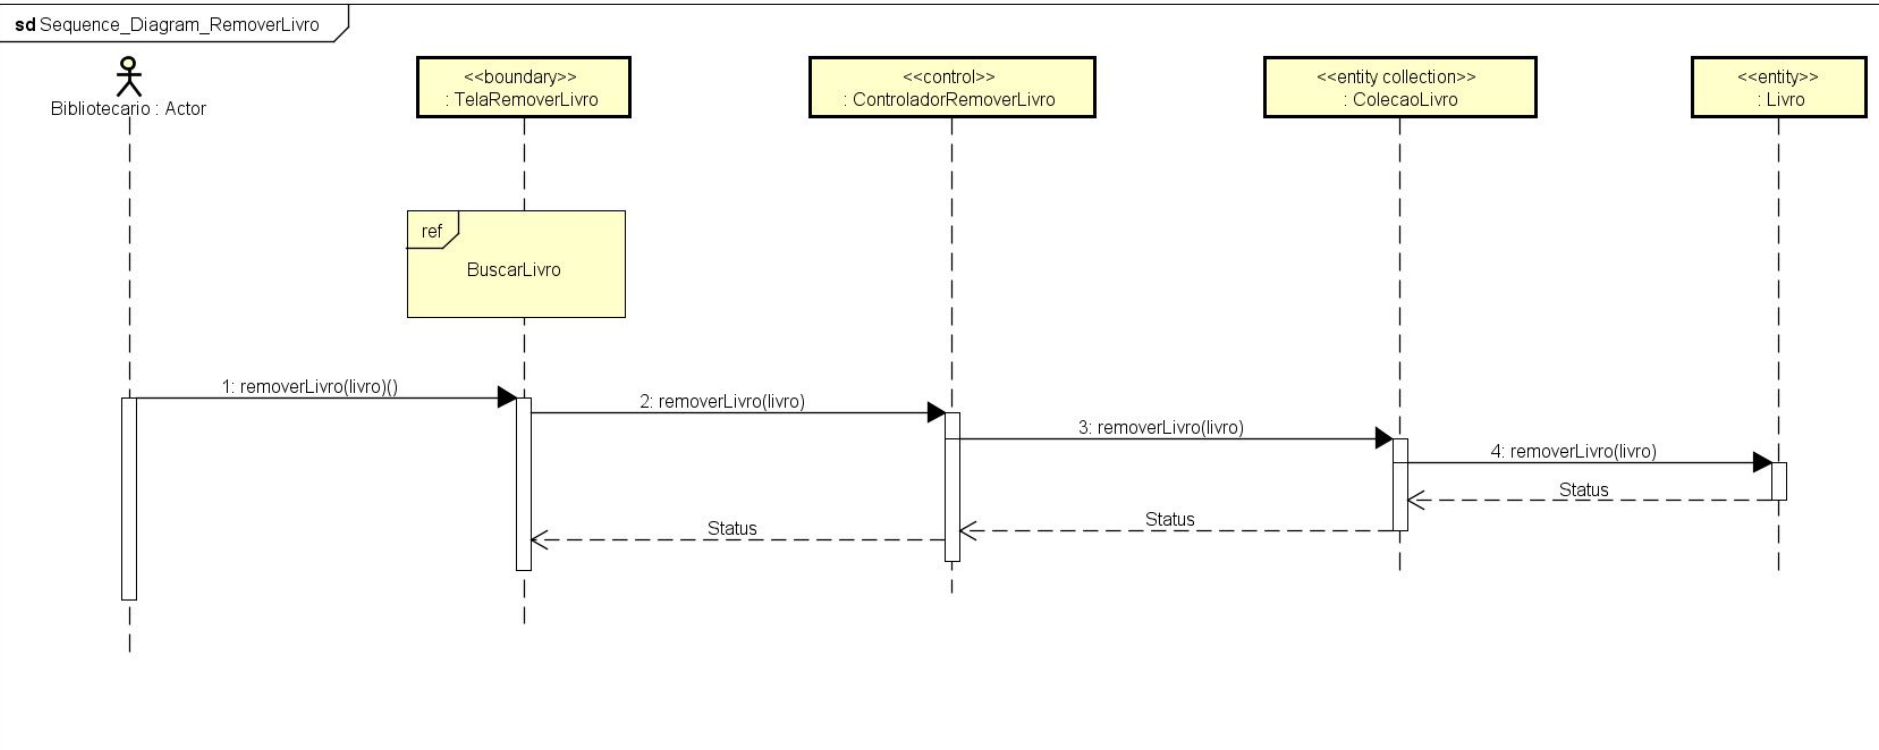 sd Sequence_Diagram_RemoverLivro
Bibliotecario : Actor
<<boundary>>
: TelaRemoverLivro
<<control>>
: ControladorRemoverLivro
<<entity collection>>
: ColecaoLivro
<<entity>>
: Livro
ref
BuscarLivro
1: removerLivro(livro)()
2: removerLivro(livro)
3: removerLivro(livro)
4: removerLivro(livro)
Status
Status
Status